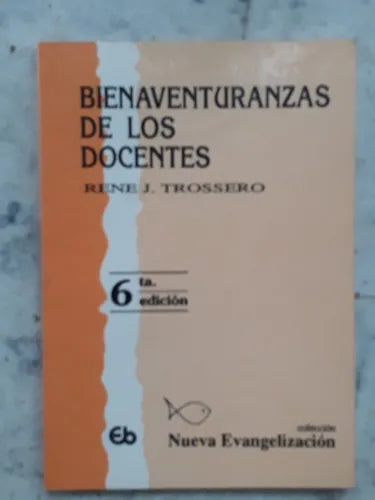 BIENAVENTURANZAS
DE LOS
DOCENTES
RENE J. TROSSERO
6 ta.
edición
colección
Eb
Nueva Evangelización